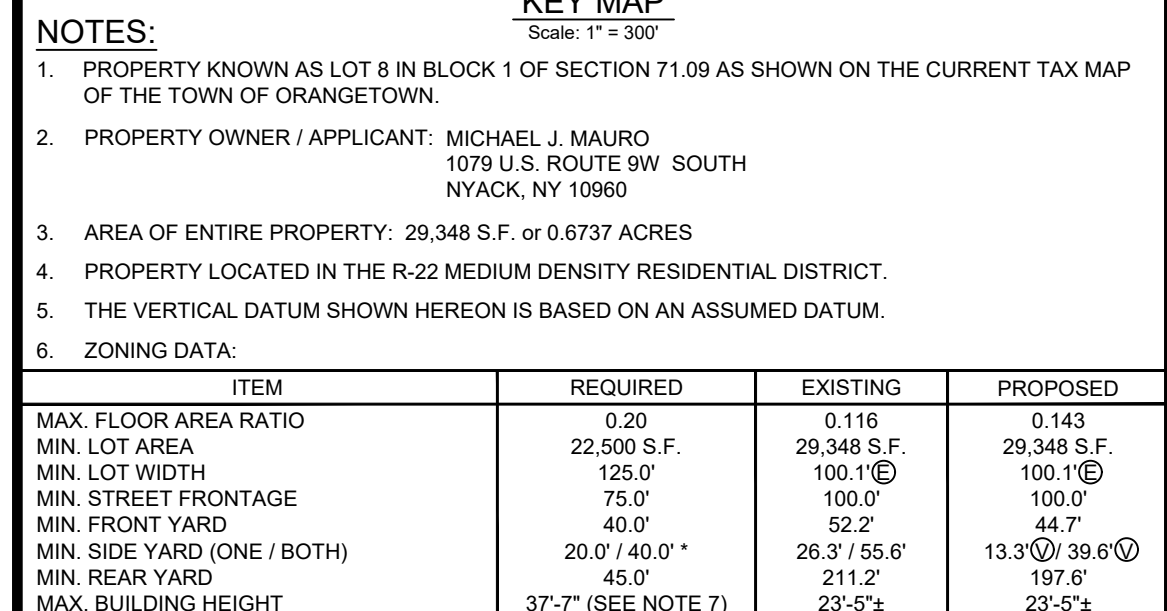 KEY MAP
Scale: 1" = 300'
NOTES:
1. PROPERTY KNOWN AS LOT 8 IN BLOCK 1 OF SECTION 71.09 AS SHOWN ON THE CURRENT TAX MAP
OF THE TOWN OF ORANGETOWN.
2. PROPERTY OWNER / APPLICANT: MICHAEL J. MAURO
1079 U.S. ROUTE 9W SOUTH
NYACK, NY 10960
3. AREA OF ENTIRE PROPERTY: 29,348 S.F. or 0.6737 ACRES
4. PROPERTY LOCATED IN THE R-22 MEDIUM DENSITY RESIDENTIAL DISTRICT.
5. THE VERTICAL DATUM SHOWN HEREON IS BASED ON AN ASSUMED DATUM.
6. ZONING DATA:
ITEM REQUIRED EXISTING PROPOSED
MAX. FLOOR AREA RATIO 0.20 0.116 0.143
MIN. LOT AREA 22,500 S.F. 29,348 S.F. 29,348 S.F.
MIN. LOT WIDTH 125.0' 100.1'Ⓔ 100.1'Ⓔ
MIN. STREET FRONTAGE 75.0' 100.0' 100.0'
MIN. FRONT YARD 40.0' 52.2' 44.7'
MIN. SIDE YARD (ONE / BOTH) 20.0' / 40.0' * 26.3' / 55.6' 13.3'Ⓥ/ 39.6'Ⓥ
MIN. REAR YARD 45.0' 211.2' 197.6'
MAX. BUILDING HEIGHT 37'-7" (SEE NOTE 7) 23'-5"± 23'-5"±